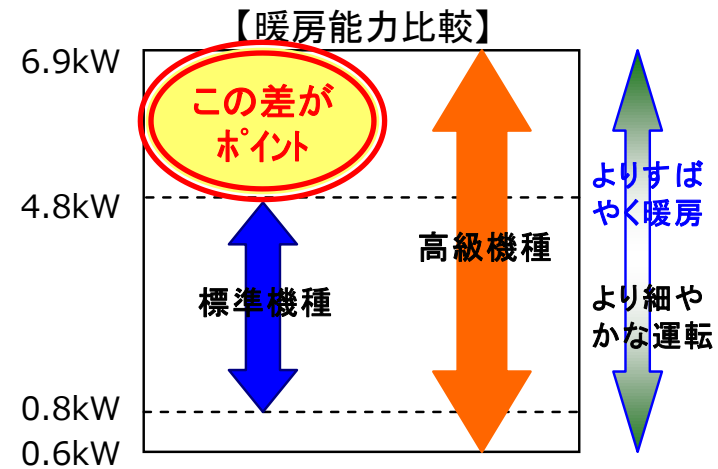 【暖房能力比較】
6.9kW
この差が
ポイント
4.8kW
よりすば
やく暖房
高級機種
標準機種
より細や
かな運転
0.8kW
0.6kW